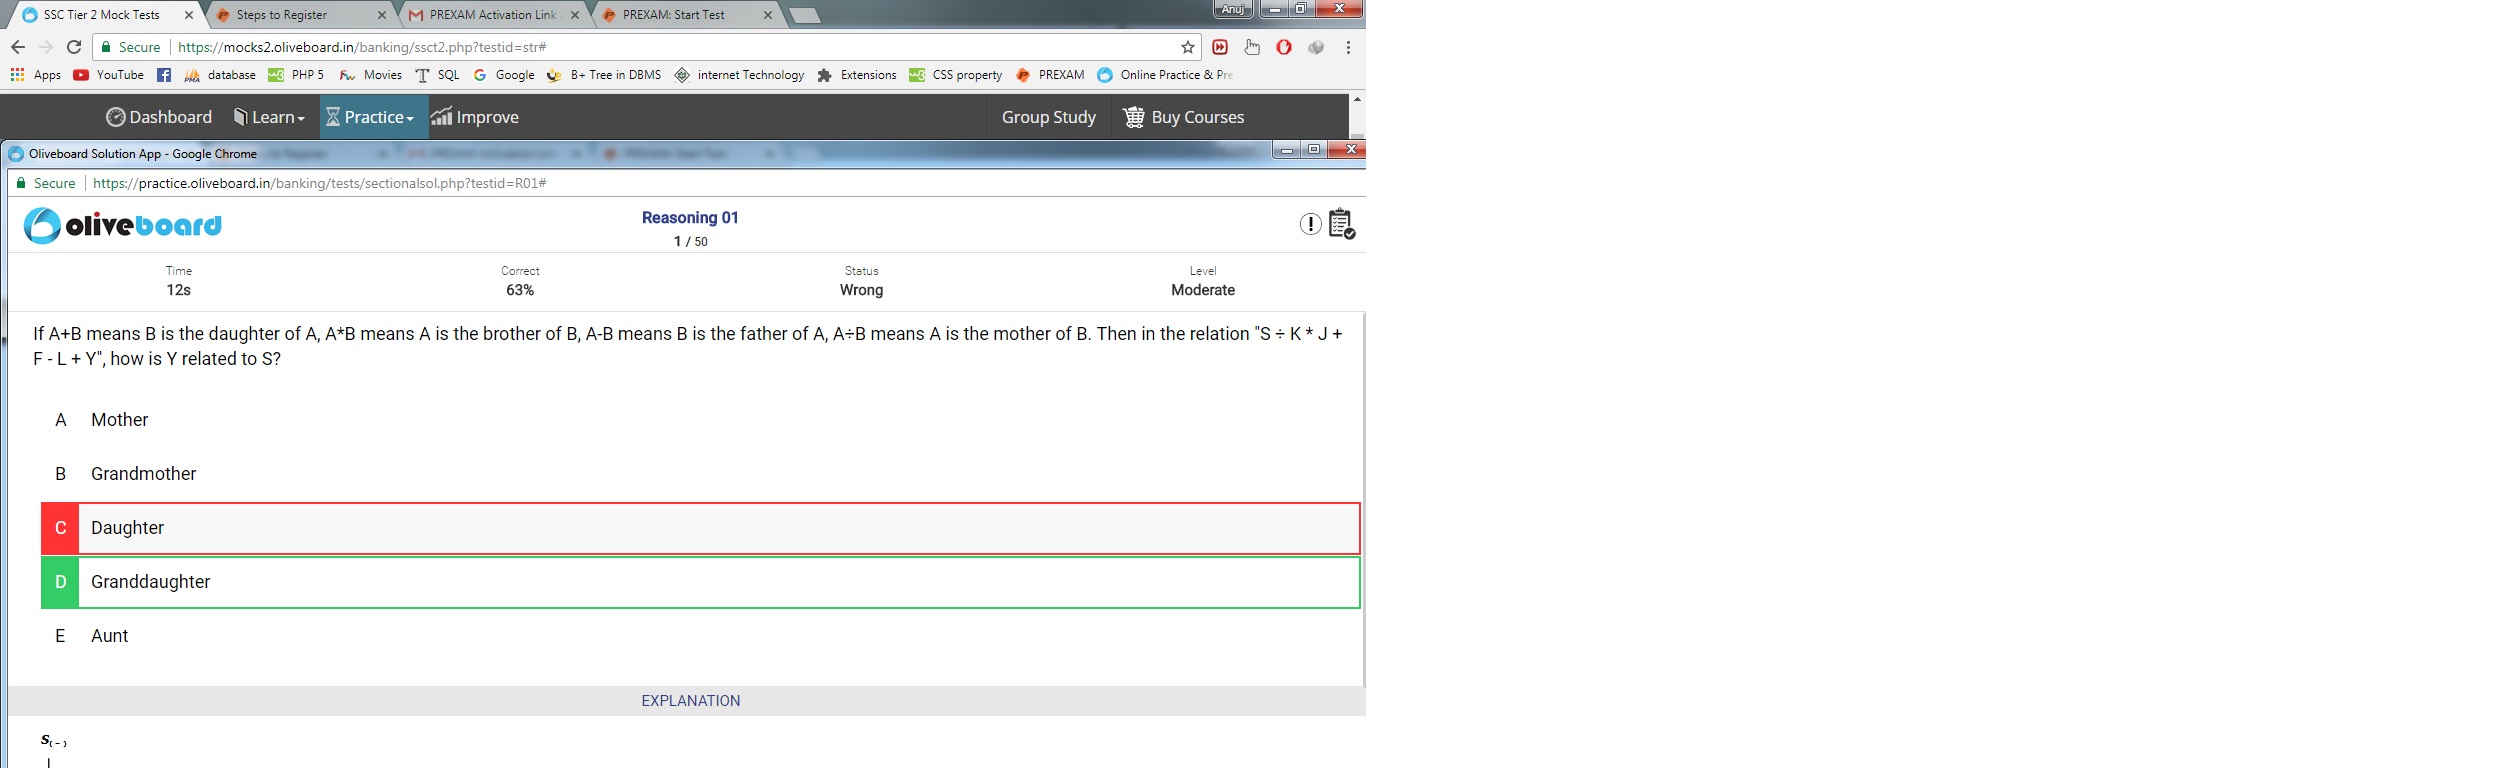 SSC Tier 2 Mock Tests
Steps to Register
PREXAM Activation Link
PREXAM: Start Test
Anuj
Secure https://mocks2.oliveboard.in/banking/ssct2.php?testid=str#
Apps YouTube database PHP 5 Movies SQL Google B+ Tree in DBMS internet Technology Extensions CSS property PREXAM Online Practice & Pre
Dashboard Learn Practice Improve Group Study Buy Courses
Oliveboard Solution App - Google Chrome
Secure https://practice.oliveboard.in/banking/tests/sectionalsol.php?testid=R01#
oliveboard
Reasoning 01
1 / 50
Time Correct Status Level
12s 63% Wrong Moderate
If A+B means B is the daughter of A, A*B means A is the brother of B, A-B means B is the father of A, A÷B means A is the mother of B. Then in the relation "S ÷ K * J +
F - L + Y", how is Y related to S?
A Mother
B Grandmother
C Daughter
D Granddaughter
E Aunt
EXPLANATION
S(-)